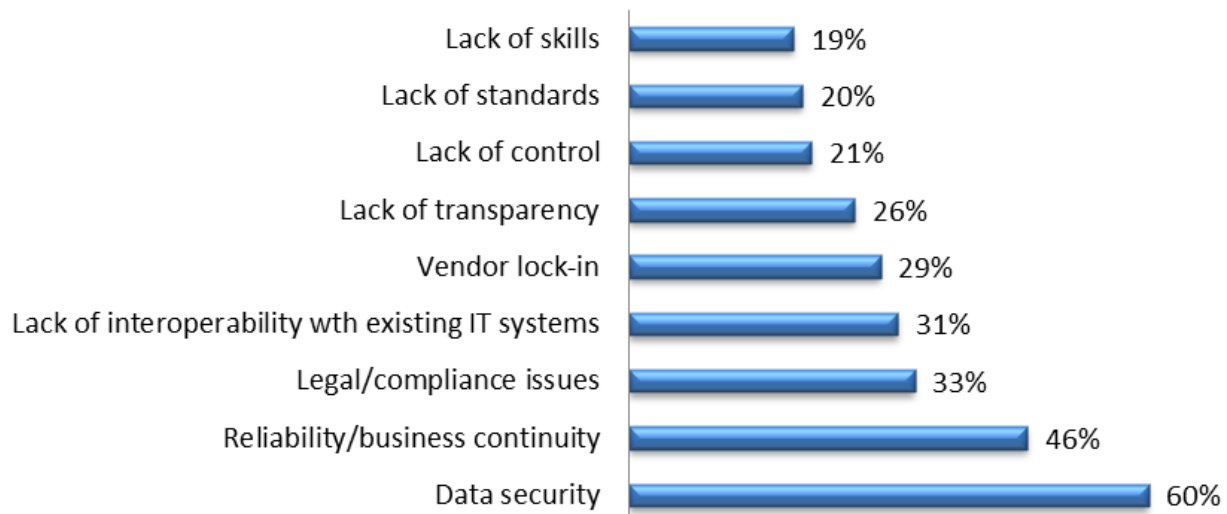 Lack of skills 19%
Lack of standards 20%
Lack of control 21%
Lack of transparency 26%
Vendor lock-in 29%
Lack of interoperability wth existing IT systems 31%
Legal/compliance issues 33%
Reliability/business continuity 46%
Data security 60%